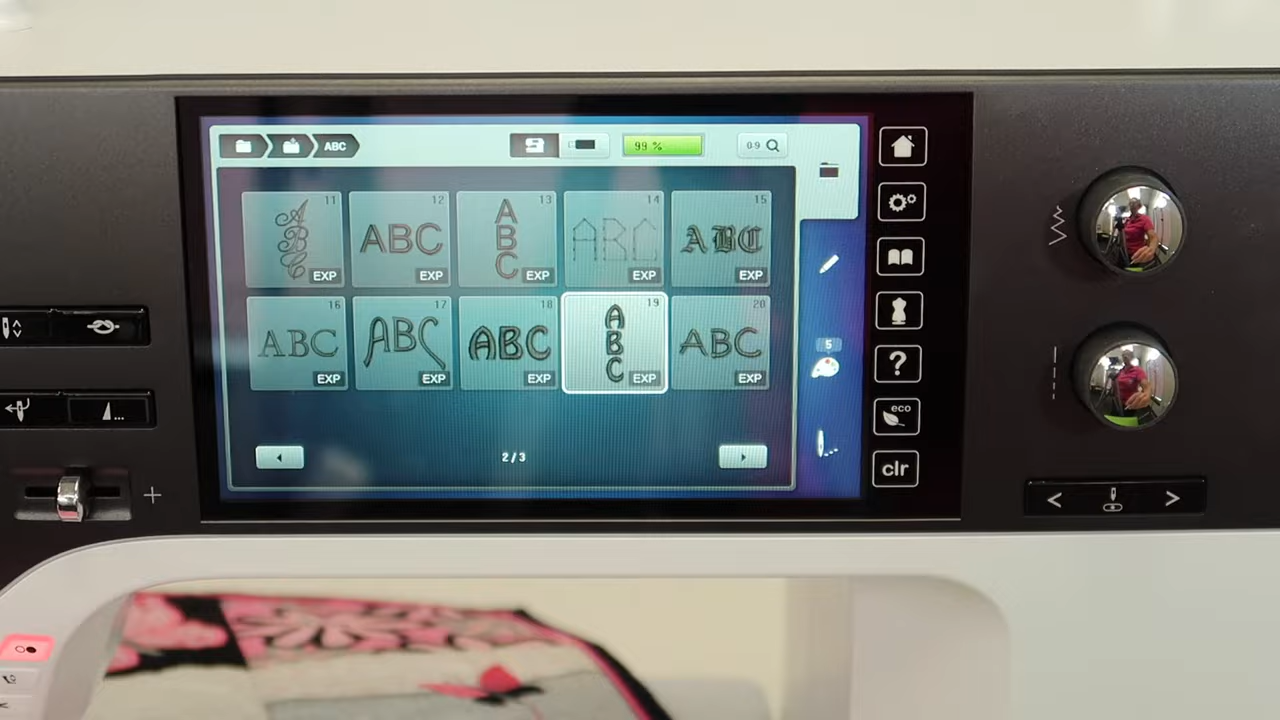 ABC 99 % 0-9
11 12 13 14 15
ABC ABC ABC ABC ABC
EXP EXP EXP EXP EXP
16 17 18 19 20
ABC ABC ABC ABC ABC
EXP EXP EXP EXP EXP
2/3
5
?
eco
clr